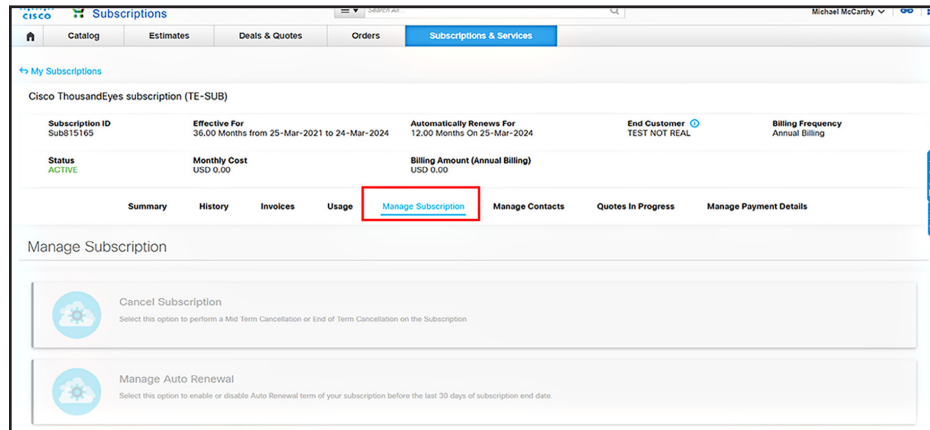 CISCO Subscriptions Search All... Michael McCarthy
Catalog Estimates Deals & Quotes Orders Subscriptions & Services
My Subscriptions
Cisco ThousandEyes subscription (TE-SUB)
Subscription ID Effective For Automatically Renews For End Customer Billing Frequency
Sub815165 36.00 Months from 25-Mar-2021 to 24-Mar-2024 12.00 Months On 25-Mar-2024 TEST NOT REAL Annual Billing
Status Monthly Cost Billing Amount (Annual Billing)
ACTIVE USD 0.00 USD 0.00
Summary History Invoices Usage Manage Subscription Manage Contacts Quotes In Progress Manage Payment Details
Manage Subscription
Cancel Subscription
Select this option to perform a Mid Term Cancellation or End of Term Cancellation on the Subscription
Manage Auto Renewal
Select this option to enable or disable Auto Renewal term of your subscription before the last 30 days of subscription end date.